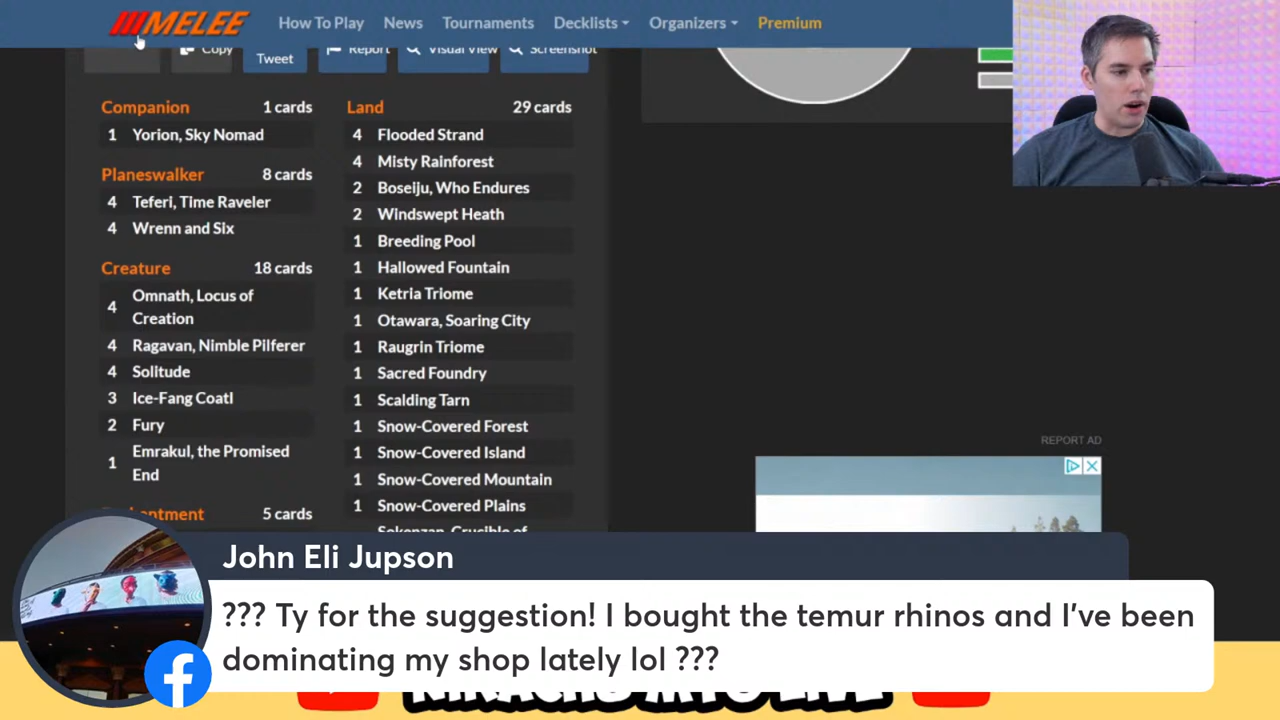 MELEE
How To Play
News
Tournaments
Decklists
Organizers
Premium
Copy
Tweet
Report
Visual View
Screenshot
Companion 1 cards
1 Yorion, Sky Nomad
Planeswalker 8 cards
4 Teferi, Time Raveler
4 Wrenn and Six
Creature 18 cards
4 Omnath, Locus of
Creation
4 Ragavan, Nimble Pilferer
4 Solitude
3 Ice-Fang Coatl
2 Fury
1 Emrakul, the Promised
End
5 cards
Land 29 cards
4 Flooded Strand
4 Misty Rainforest
2 Boseiju, Who Endures
2 Windswept Heath
1 Breeding Pool
1 Hallowed Fountain
1 Ketria Triome
1 Otawara, Soaring City
1 Raugrin Triome
1 Sacred Foundry
1 Scalding Tarn
1 Snow-Covered Forest
1 Snow-Covered Island
1 Snow-Covered Mountain
1 Snow-Covered Plains
REPORT AD
John Eli Jupson
??? Ty for the suggestion! I bought the temur rhinos and I've been
dominating my shop lately lol ???